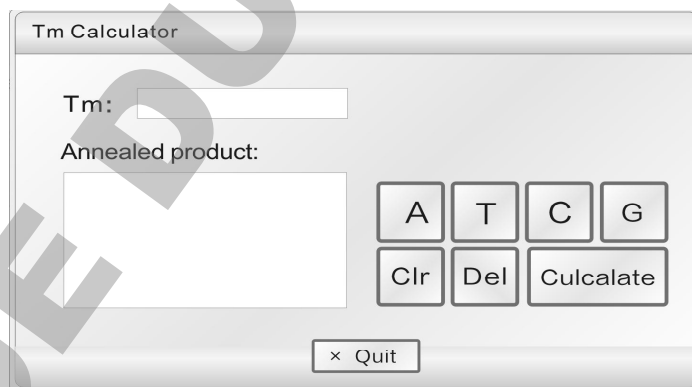 Tm Calculator
Tm:
Annealed product:
A T C G
Clr Del Culcalate
× Quit